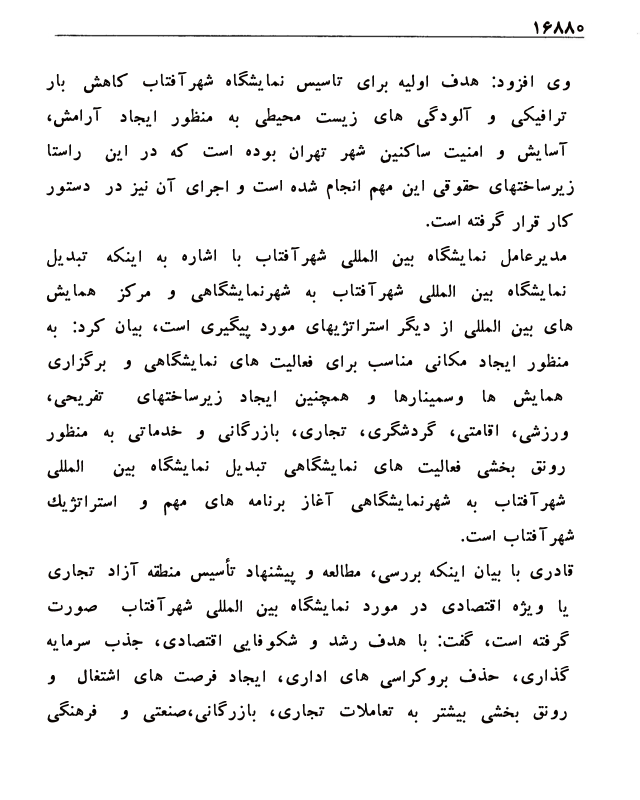 ۱۶۸۸۰
وی افزود: هدف اولیه برای تاسیس نمایشگاه شهرآفتاب کاهش بار
ترافیکی و آلودگی های زیست محیطی به منظور ایجاد آرامش،
آسایش و امنیت ساکنین شهر تهران بوده است که در این راستا
زیرساختهای حقوقی این مهم انجام شده است و اجرای آن نیز در دستور
کار قرار گرفته است.
مدیرعامل نمایشگاه بین المللی شهرآفتاب با اشاره به اینکه تبدیل
نمایشگاه بین المللی شهرآفتاب به شهرنمایشگاهی و مرکز همایش
های بین المللی از دیگر استراتژیهای مورد پیگیری است، بیان کرد: به
منظور ایجاد مکانی مناسب برای فعالیت های نمایشگاهی و برگزاری
همایش ها وسمینارها و همچنین ایجاد زیرساختهای تفریحی،
ورزشی، اقامتی، گردشگری، تجاری، بازرگانی و خدماتی به منظور
رونق بخشی فعالیت های نمایشگاهی تبدیل نمایشگاه بین المللی
شهرآفتاب به شهرنمایشگاهی آغاز برنامه های مهم و استراتژیك
شهرآفتاب است.
قادری با بیان اینکه بررسی، مطالعه و پیشنهاد تأسیس منطقه آزاد تجاری
یا ویژه اقتصادی در مورد نمایشگاه بین المللی شهرآفتاب صورت
گرفته است، گفت: با هدف رشد و شکوفایی اقتصادی، جذب سرمایه
گذاری، حذف بروکراسی های اداری، ایجاد فرصت های اشتغال و
رونق بخشی بیشتر به تعاملات تجاری، بازرگانی،صنعتی و فرهنگی